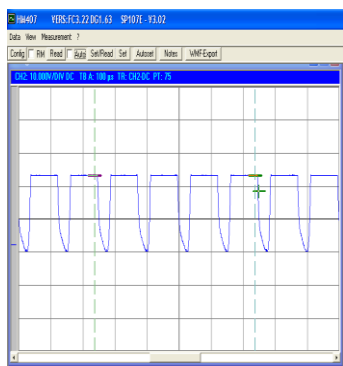 HM407 VERS:FC3.22 DG1.63 SP107E - V3.02
Data View Measurement ?
Config RM Read Auto Set/Read Set Autoset Notes WMF-Export
CH2: 10.000V/DIV DC TB A: 100 µs TR: CH2-DC PT: 75